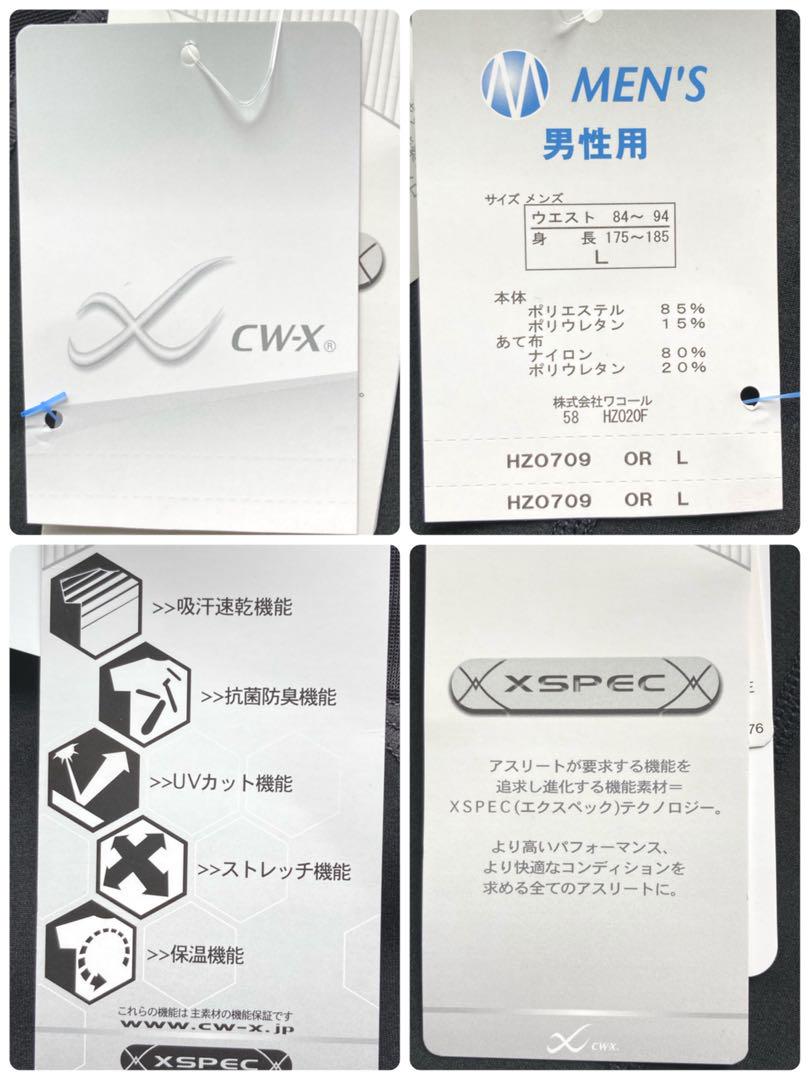 CW-X®
MEN'S
男性用
サイズ メンズ
ウエスト 84～ 94
身 長 175～185
L
本体
ポリエステル 85%
ポリウレタン 15%
あて布
ナイロン 80%
ポリウレタン 20%
株式会社ワコール
58 HZ020F
HZO709 OR L
HZO709 OR L
>>吸汗速乾機能
>>抗菌防臭機能
>>UVカット機能
>>ストレッチ機能
>>保温機能
これらの機能は 主素材の機能保証です
www.cw-x.jp
XSPEC
XSPEC
アスリートが要求する機能を
追求し進化する機能素材＝
XSPEC(エクスペック)テクノロジー。
より高いパフォーマンス、
より快適なコンディションを
求める全てのアスリートに。
CW-X.
76